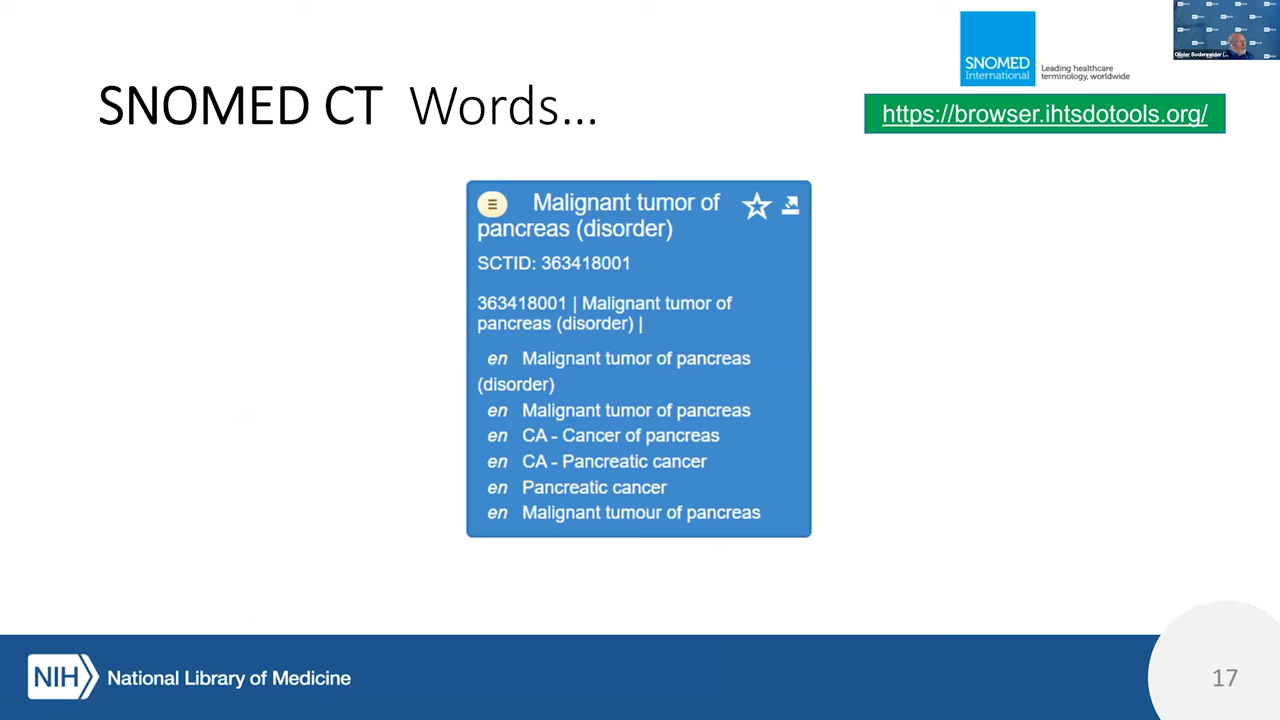 SNOMED CT Words...
SNOMED
International
Leading healthcare
terminology, worldwide
https://browser.ihtsdotools.org/
Olivier Bodenreider (...
Malignant tumor of
pancreas (disorder)
SCTID: 363418001
363418001 | Malignant tumor of
pancreas (disorder) |
en Malignant tumor of pancreas
(disorder)
en Malignant tumor of pancreas
en CA - Cancer of pancreas
en CA - Pancreatic cancer
en Pancreatic cancer
en Malignant tumour of pancreas
NIH National Library of Medicine
17